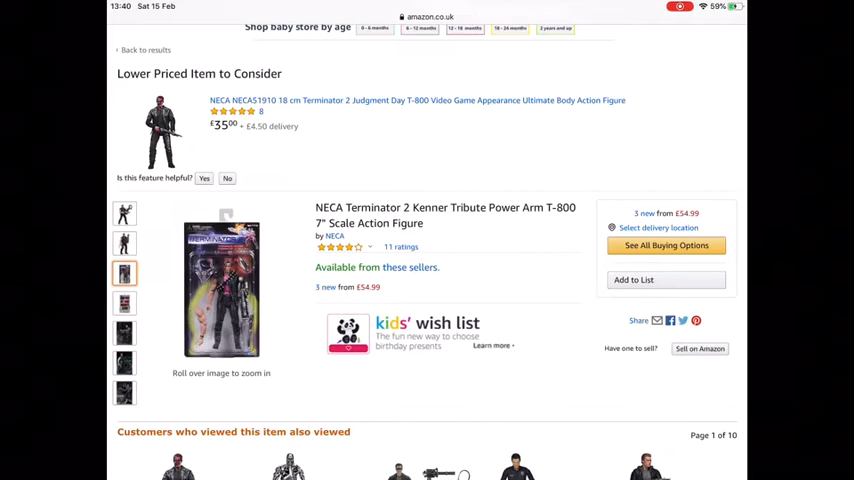 13:40 Sat 15 Feb
59%
amazon.co.uk
Shop baby store by age
0 - 6 months
6 - 12 months
12 - 18 months
18 - 24 months
2 years and up
‹ Back to results
Lower Priced Item to Consider
NECA NECA51910 18 cm Terminator 2 Judgment Day T-800 Video Game Appearance Ultimate Body Action Figure
8
£3500 + £4.50 delivery
Is this feature helpful? Yes No
NECA Terminator 2 Kenner Tribute Power Arm T-800
7" Scale Action Figure
by NECA
11 ratings
Available from these sellers.
3 new from £54.99
TERMINATOR 2
Roll over image to zoom in
kids' wish list
The fun new way to choose
birthday presents
Learn more ›
3 new from £54.99
Select delivery location
See All Buying Options
Add to List
Share
Have one to sell? Sell on Amazon
Customers who viewed this item also viewed
Page 1 of 10